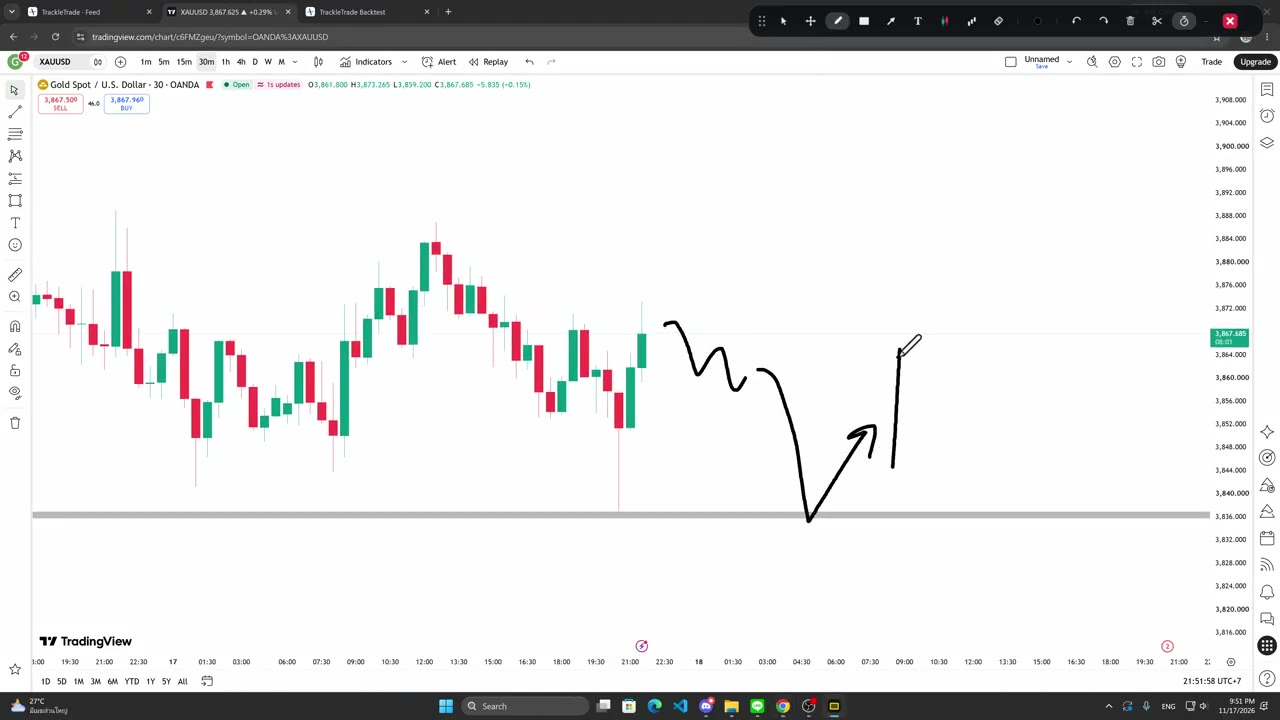 TrackleTrade - Feed
XAUUSD 3,867.625 ▲ +0.29%
TrackleTrade Backtest
tradingview.com/chart/c6FMZgeu/?symbol=OANDA%3AXAUUSD
G 12 XAUUSD 1m 5m 15m 30m 1h 4h D W M Indicators Alert Replay Unnamed Save Trade Upgrade
Gold Spot / U.S. Dollar · 30 · OANDA Open 1s updates O3,861.800 H3,873.265 L3,859.200 C3,867.685 −5.835 (−0.15%)
3,867.500 SELL 46.0 3,867.960 BUY
3,908.000
3,904.000
3,900.000
3,896.000
3,892.000
3,888.000
3,884.000
3,880.000
3,876.000
3,872.000
3,867.685
08:01
3,864.000
3,860.000
3,856.000
3,852.000
3,848.000
3,844.000
3,840.000
3,836.000
3,832.000
3,828.000
3,824.000
3,820.000
3,816.000
TradingView
2
19:30 21:00 22:30 17 01:30 03:00 06:00 07:30 09:00 10:30 12:00 13:30 15:00 16:30 18:00 19:30 21:00 22:30 18 01:30 03:00 04:30 06:00 07:30 09:00 10:30 12:00 13:30 15:00 16:30 18:00 19:30 21:00
1D 5D 1M 3M 6M YTD 1Y 5Y All 21:51:58 UTC+7
27°C
Search
ENG
9:51 PM
11/17/2026